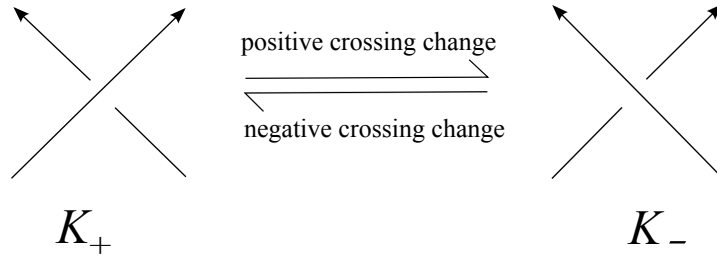 positive crossing change
negative crossing change
K₊ K₋